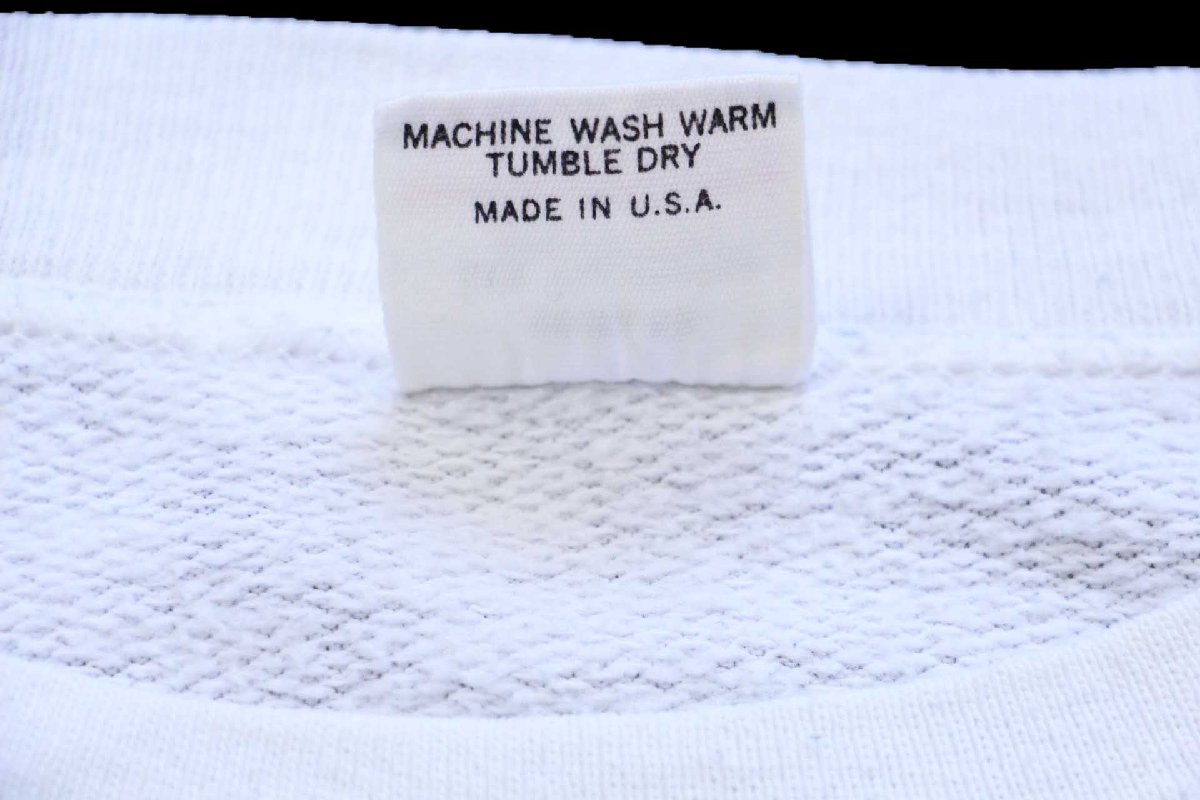 MACHINE WASH WARM
TUMBLE DRY
MADE IN U.S.A.